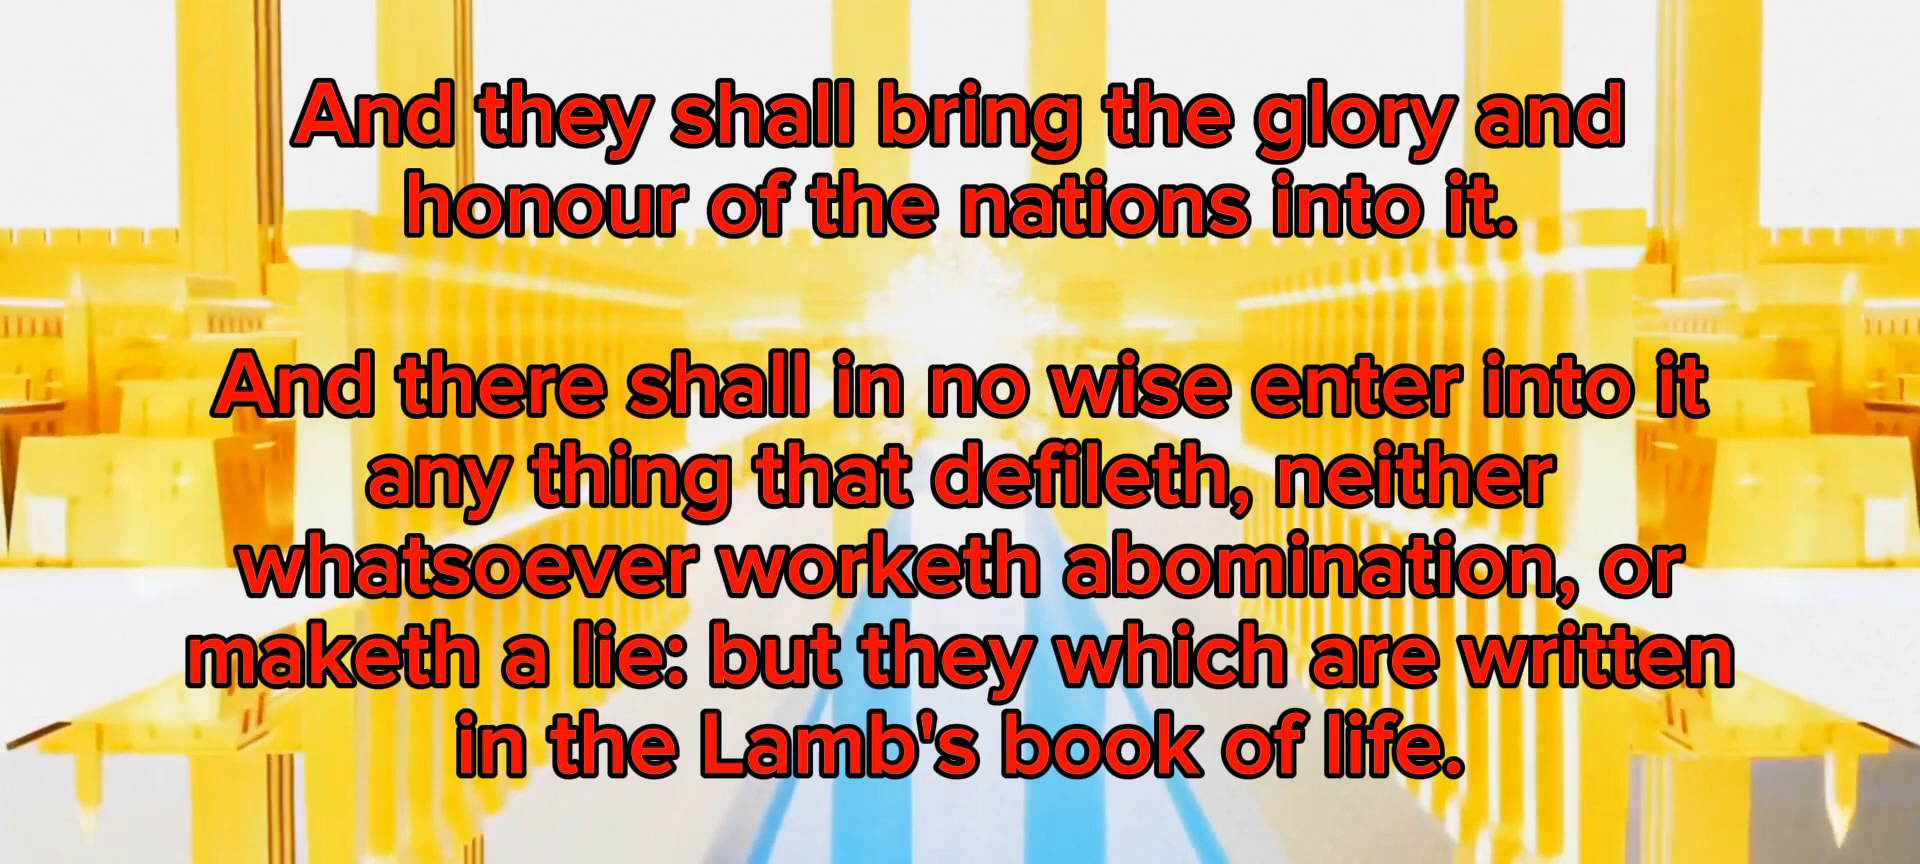 And they shall bring the glory and
honour of the nations into it.
And there shall in no wise enter into it
any thing that defileth, neither
whatsoever worketh abomination, or
maketh a lie: but they which are written
in the Lamb's book of life.